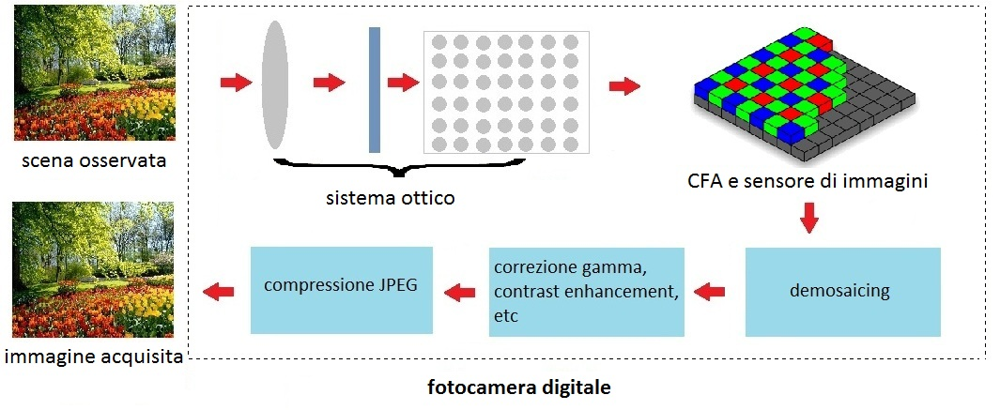 scena osservata
sistema ottico
CFA e sensore di immagini
demosaicing
correzione gamma,
contrast enhancement,
etc
compressione JPEG
immagine acquisita
fotocamera digitale